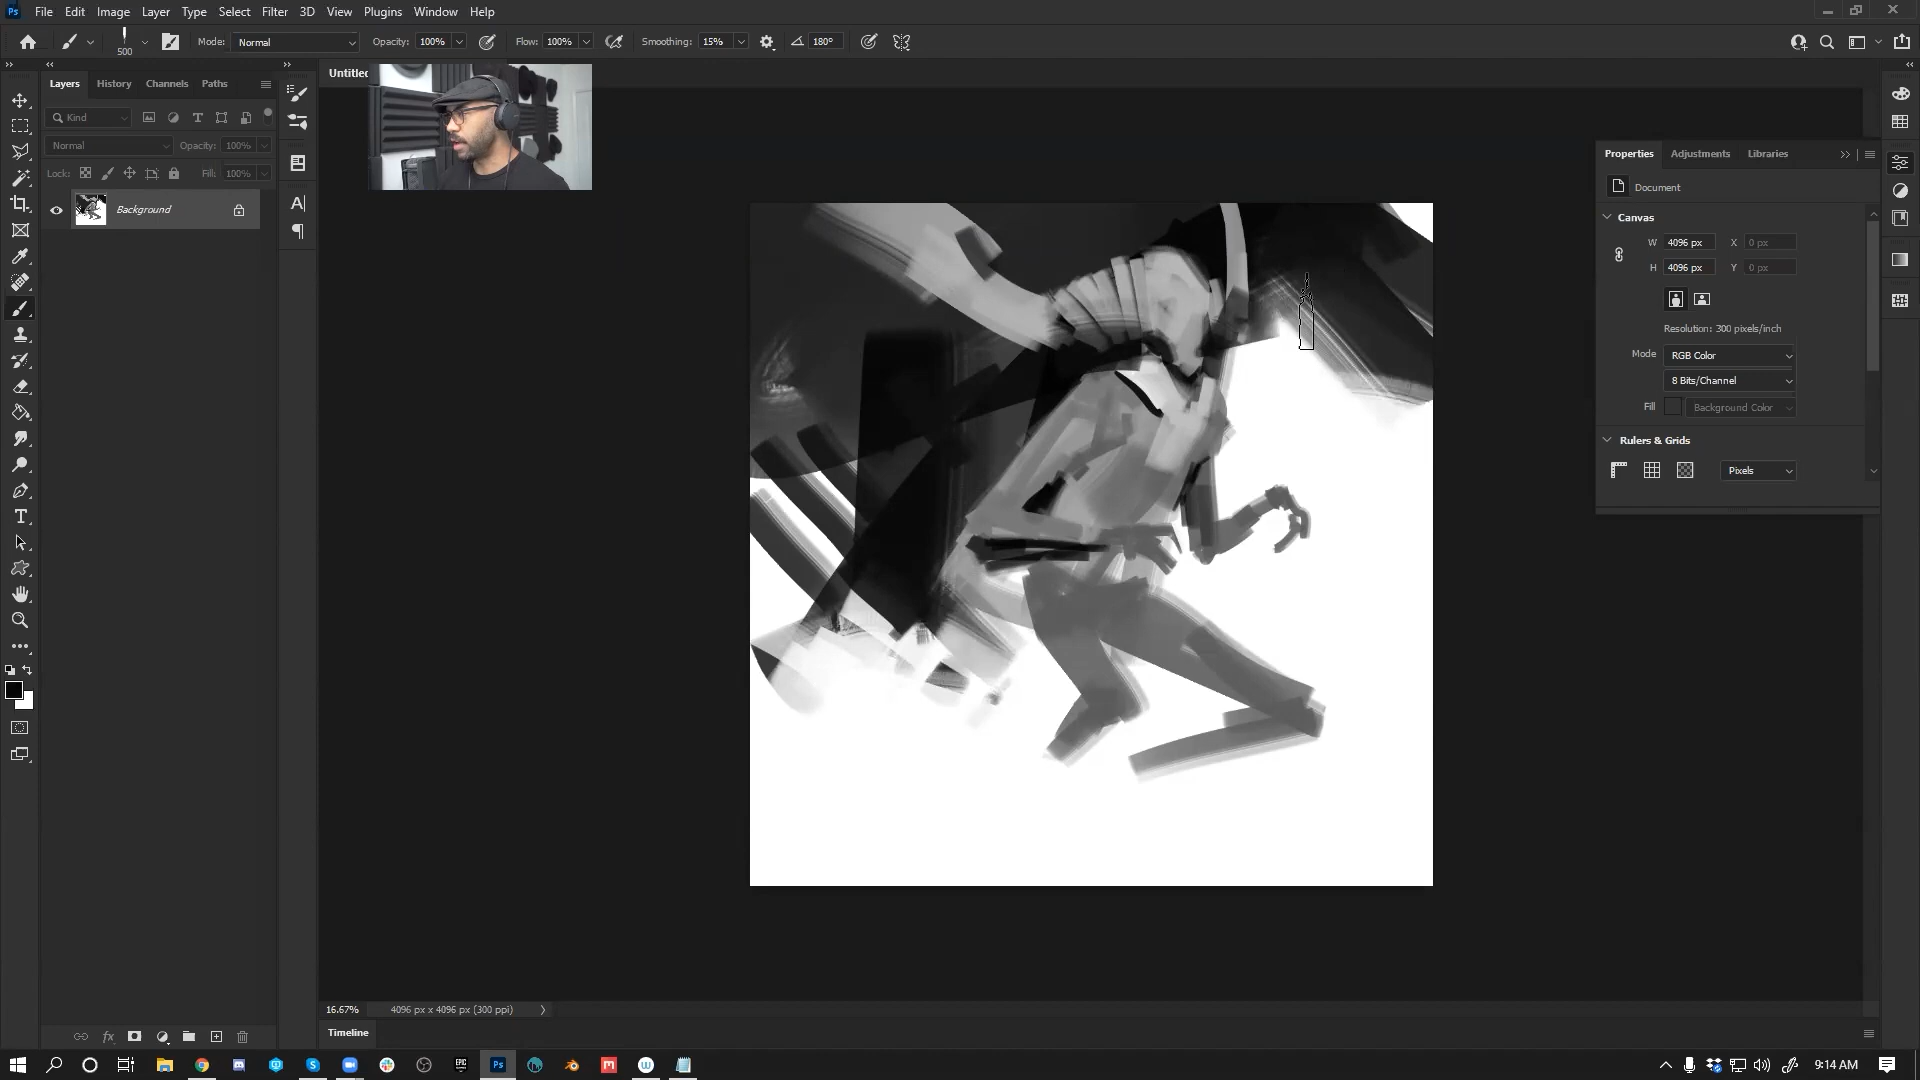 Ps File Edit Image Layer Type Select Filter 3D View Plugins Window Help
500 Mode: Normal Opacity: 100% Flow: 100% Smoothing: 15% 180°
Layers History Channels Paths
Untitled
Kind
Normal Opacity: 100%
Lock: Fill: 100%
Background
Properties Adjustments Libraries
Document
Canvas
W 4096 px X 0 px
H 4096 px Y 0 px
Resolution: 300 pixels/inch
Mode RGB Color
8 Bits/Channel
Fill Background Color
Rulers & Grids
Pixels
16.67% 4096 px x 4096 px (300 ppi)
Timeline
9:14 AM